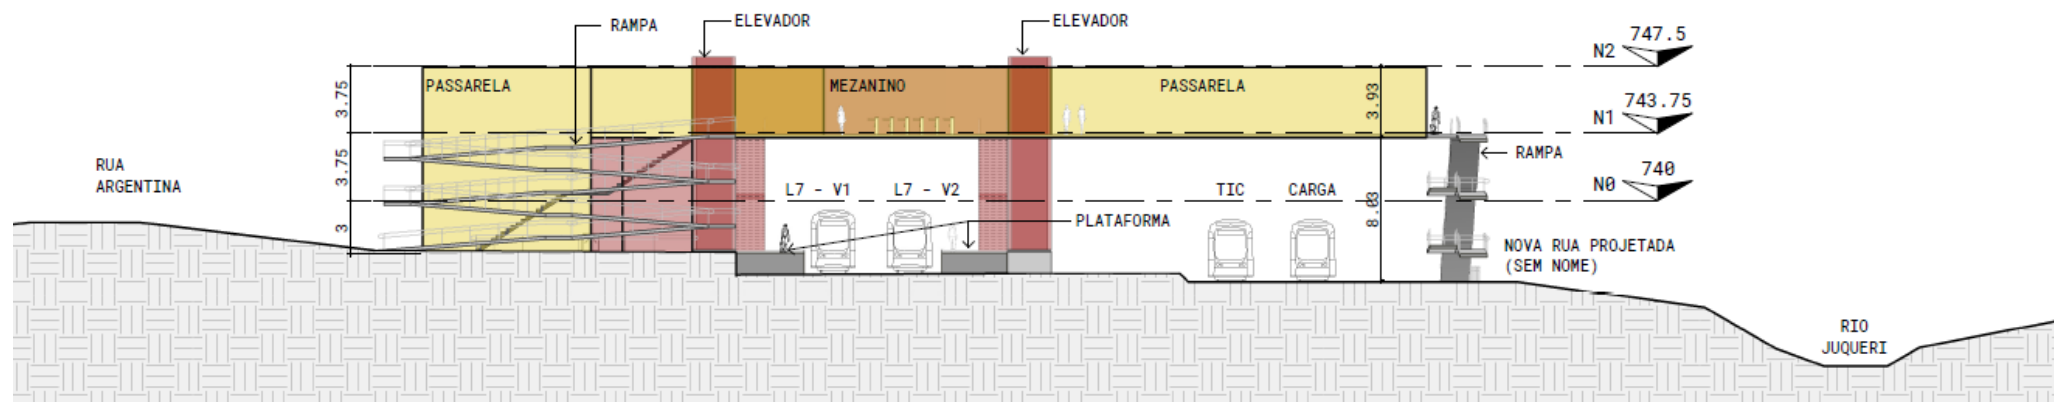 RAMPA
ELEVADOR
ELEVADOR
N2 747.5
PASSARELA
MEZANINO
PASSARELA
3.75
3.93
N1 743.75
RAMPA
RUA
ARGENTINA
3.75
L7 - V1
L7 - V2
TIC
CARGA
N0 740
3
8.03
PLATAFORMA
NOVA RUA PROJETADA
(SEM NOME)
RIO
JUQUERI